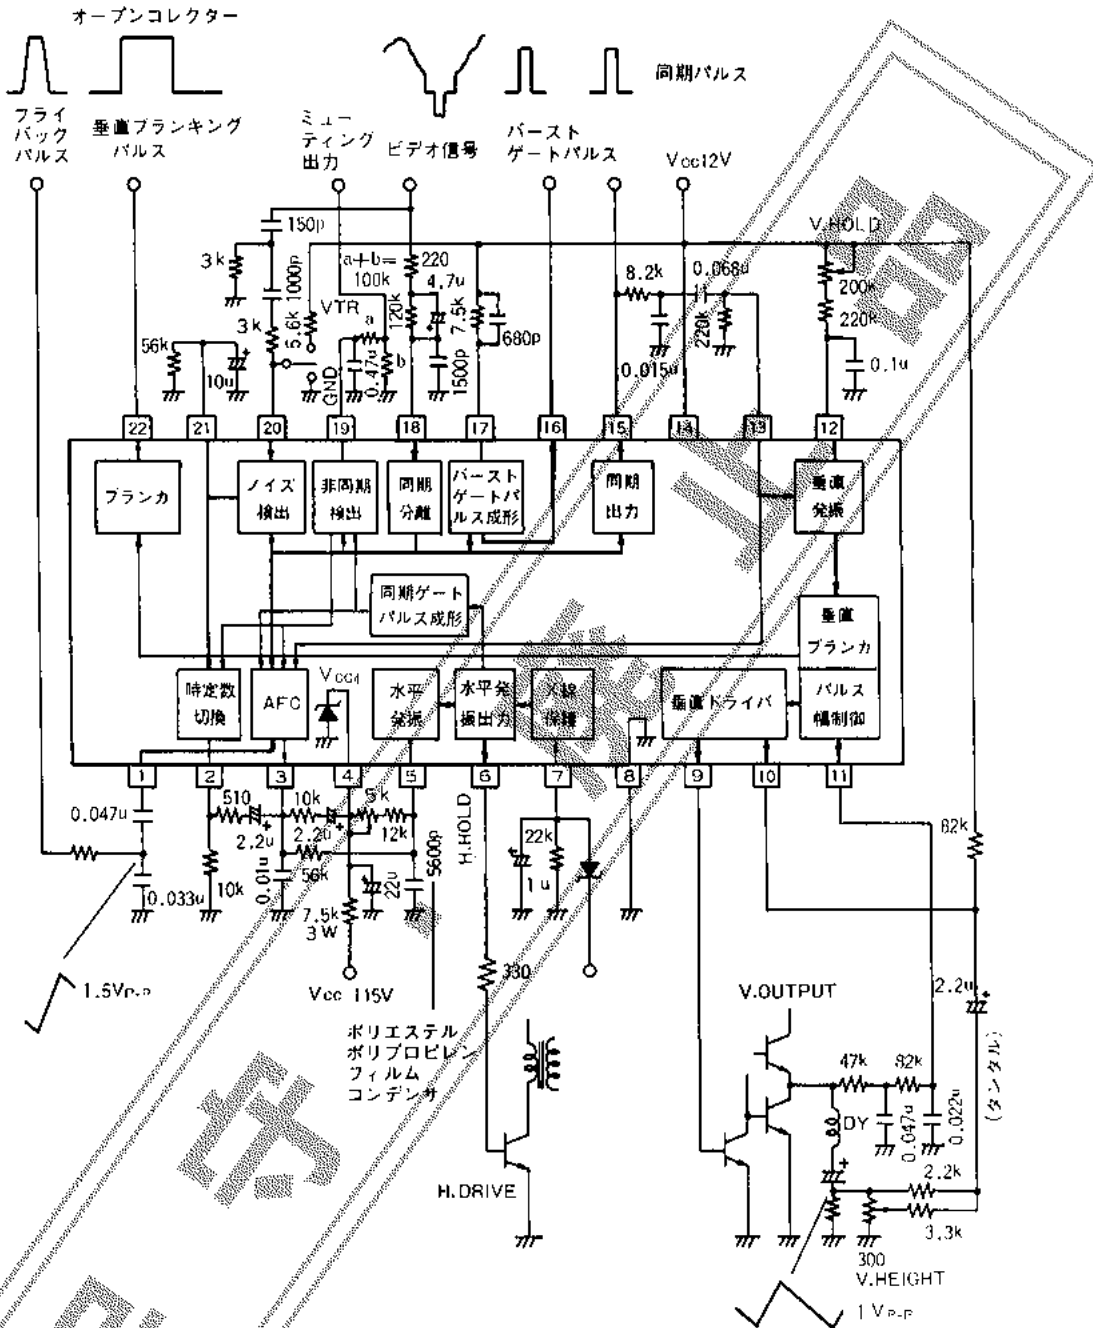 オープンコレクター
フライ
バック
パルス
垂直ブランキング
パルス
ミュー
ティング
出力
ビデオ信号
バースト
ゲートパルス
同期パルス
Vcc12V
150p
3k
1000p
3k
5.6k
VTR
a+b=
100k
a
0.47u
b
GND
220
4.7u
120k
1500p
7.5k
680p
8.2k
0.068u
0.015u
220k
V.HOLD
200k
220k
0.1u
56k
10u
22
21
20
19
18
17
16
15
14
13
12
ブランカ
ノイズ
検出
非同期
検出
同期
分離
バースト
ゲートパ
ルス成形
同期
出力
垂直
発振
同期ゲート
パルス成形
垂直
ブランカ
パルス
幅制御
時定数
切換
AFC
Vcc4
水平
発振
水平発
振出力
X線
保護
垂直ドライバ
1
2
3
4
5
6
7
8
9
10
11
0.047u
0.033u
1.5VP-P
510
2.2u
10k
10k
2.2u
0.01u
56k
5k
12k
22u
7.5k
3W
Vcc 115V
5600p
ポリエステル
ポリプロピレン
フィルム
コンデンサ
H.HOLD
330
H.DRIVE
22k
1u
82k
2.2u
(タンタル)
V.OUTPUT
47k
82k
DY
0.047u
0.022u
2.2k
3.3k
300
V.HEIGHT
1VP-P